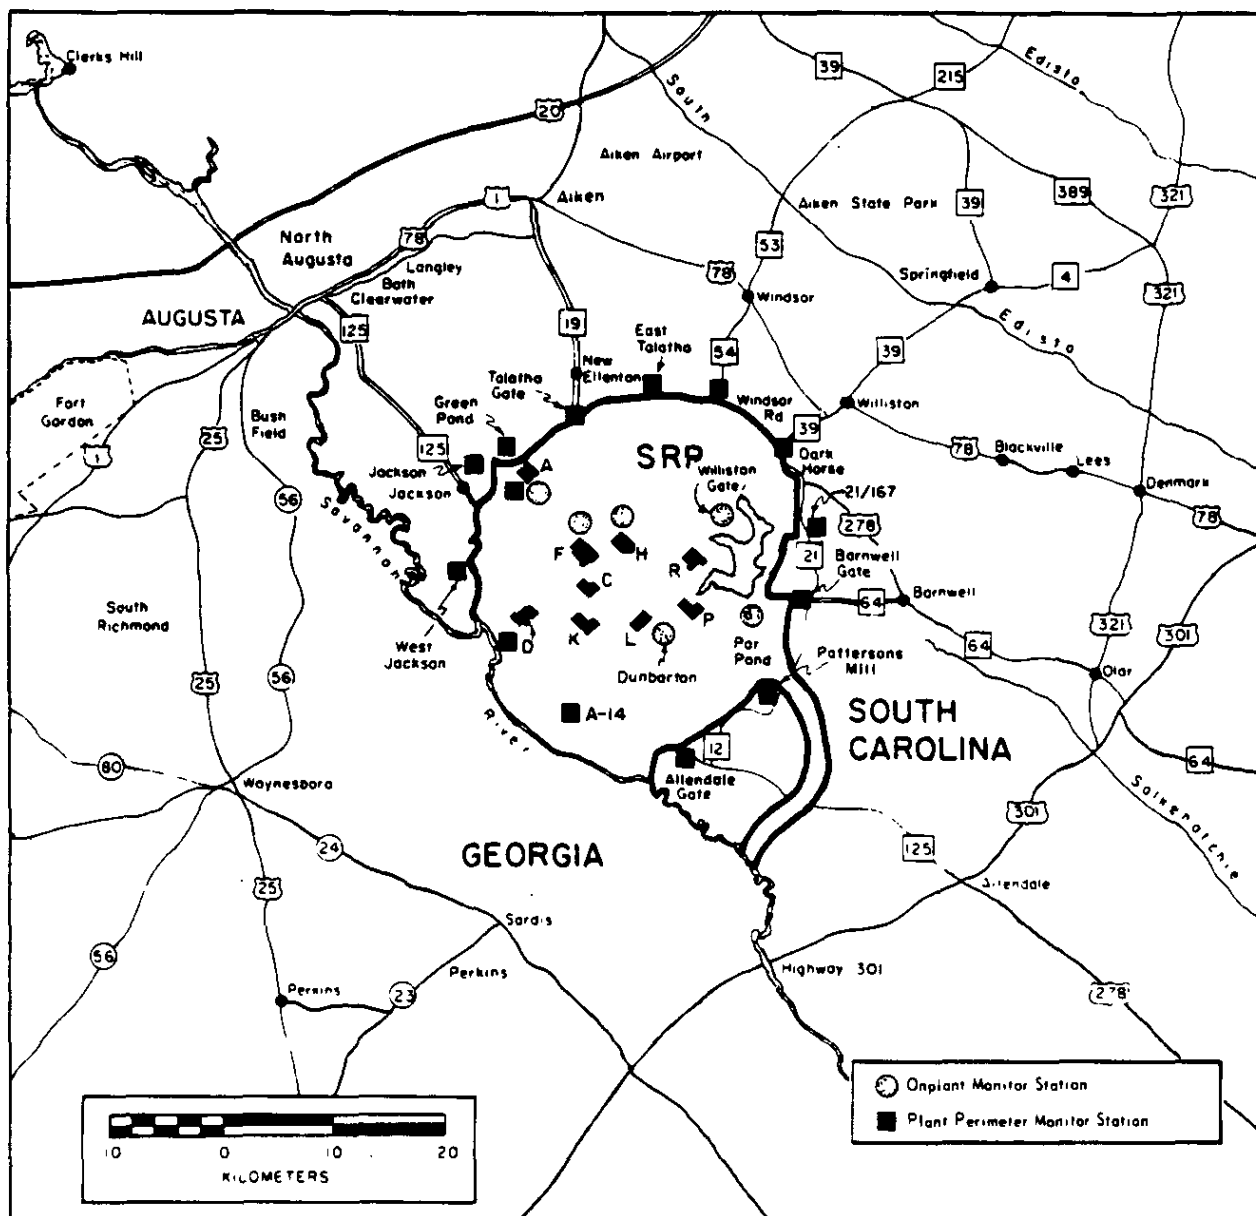 Clerks Hill
39
215
Edisto
South
20
Aiken Airport
1
Aiken
Aiken State Park
39
389
321
North
Augusta
78
Langley
Bath
Clearwater
53
78
Springfield
4
Windsor
321
AUGUSTA
125
19
East
Talatha
54
39
Edisto
New
Ellenton
Talatha
Gate
Green
Pond
Windsor
Rd
Williston
Fort
Gordon
Bush
Field
25
1
125
39
Dark
Horse
78
Blackville
Lees
Denmark
78
Jackson
Jackson
A
SRP
Williston
Gate
21/167
278
56
Savannah
F
H
R
C
21
Barnwell
Gate
64
Barnwell
South
Richmond
West
Jackson
D
K
L
P
Dunbarton
Par
Pond
Pattersons
Mill
64
321
301
Olar
25
56
A-14
River
SOUTH
CAROLINA
12
Allendale
Gate
64
80
Waynesboro
301
Salkehatchie
24
GEORGIA
125
Allendale
25
Sardis
56
Perkins
Perkins
23
Highway 301
278
10 0 10 20
KILOMETERS
Onplant Monitor Station
Plant Perimeter Monitor Station